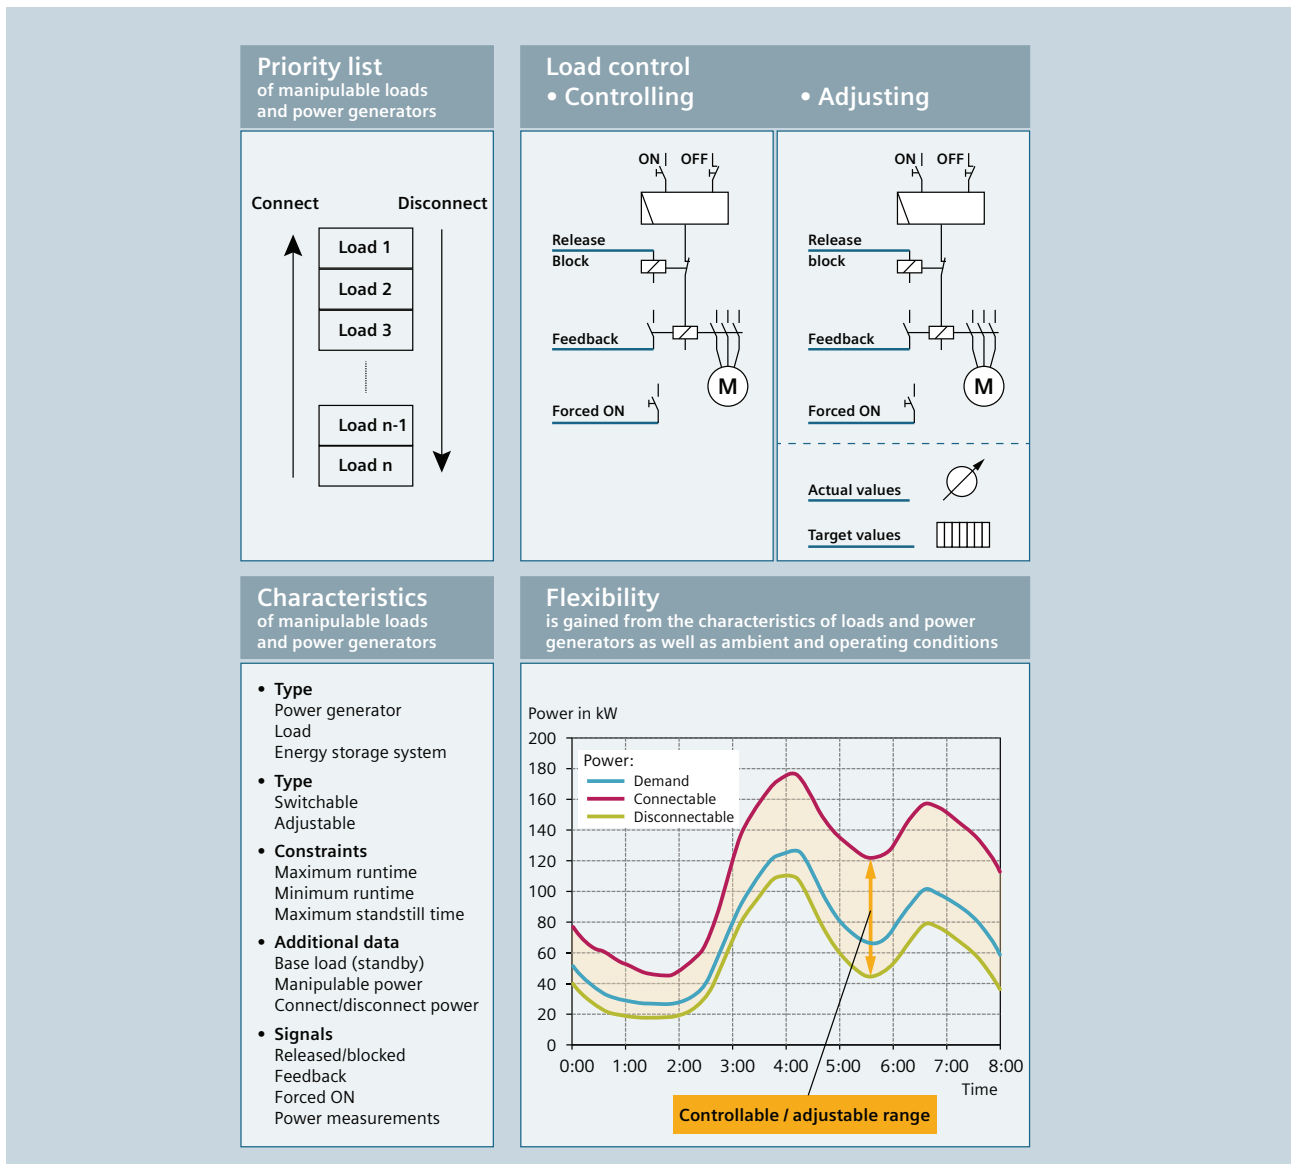 Priority list
of manipulable loads
and power generators
Connect
Disconnect
Load 1
Load 2
Load 3
Load n-1
Load n
Load control
• Controlling
• Adjusting
ON
OFF
Release
Block
Feedback
M
Forced ON
ON
OFF
Release
block
Feedback
M
Forced ON
Actual values
Target values
Characteristics
of manipulable loads
and power generators
• Type
Power generator
Load
Energy storage system
• Type
Switchable
Adjustable
• Constraints
Maximum runtime
Minimum runtime
Maximum standstill time
• Additional data
Base load (standby)
Manipulable power
Connect/disconnect power
• Signals
Released/blocked
Feedback
Forced ON
Power measurements
Flexibility
is gained from the characteristics of loads and power
generators as well as ambient and operating conditions
Power in kW
200
180
160
140
120
100
80
60
40
20
0
Power:
Demand
Connectable
Disconnectable
0:00 1:00 2:00 3:00 4:00 5:00 6:00 7:00 8:00
Time
Controllable / adjustable range